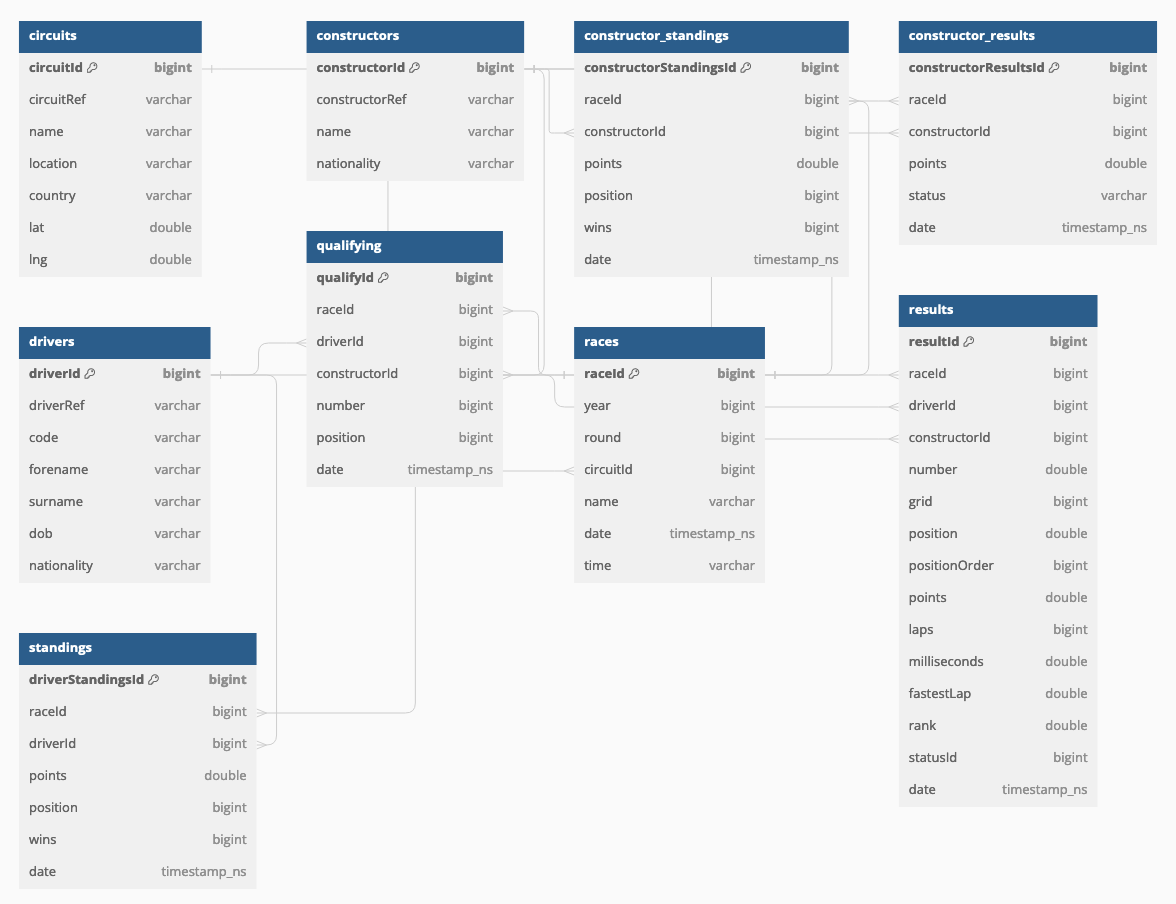 circuits
circuitId bigint
circuitRef varchar
name varchar
location varchar
country varchar
lat double
lng double
constructors
constructorId bigint
constructorRef varchar
name varchar
nationality varchar
constructor_standings
constructorStandingsId bigint
raceId bigint
constructorId bigint
points double
position bigint
wins bigint
date timestamp_ns
constructor_results
constructorResultsId bigint
raceId bigint
constructorId bigint
points double
status varchar
date timestamp_ns
qualifying
qualifyId bigint
raceId bigint
driverId bigint
constructorId bigint
number bigint
position bigint
date timestamp_ns
drivers
driverId bigint
driverRef varchar
code varchar
forename varchar
surname varchar
dob varchar
nationality varchar
races
raceId bigint
year bigint
round bigint
circuitId bigint
name varchar
date timestamp_ns
time varchar
results
resultId bigint
raceId bigint
driverId bigint
constructorId bigint
number double
grid bigint
position double
positionOrder bigint
points double
laps bigint
milliseconds double
fastestLap double
rank double
statusId bigint
date timestamp_ns
standings
driverStandingsId bigint
raceId bigint
driverId bigint
points double
position bigint
wins bigint
date timestamp_ns